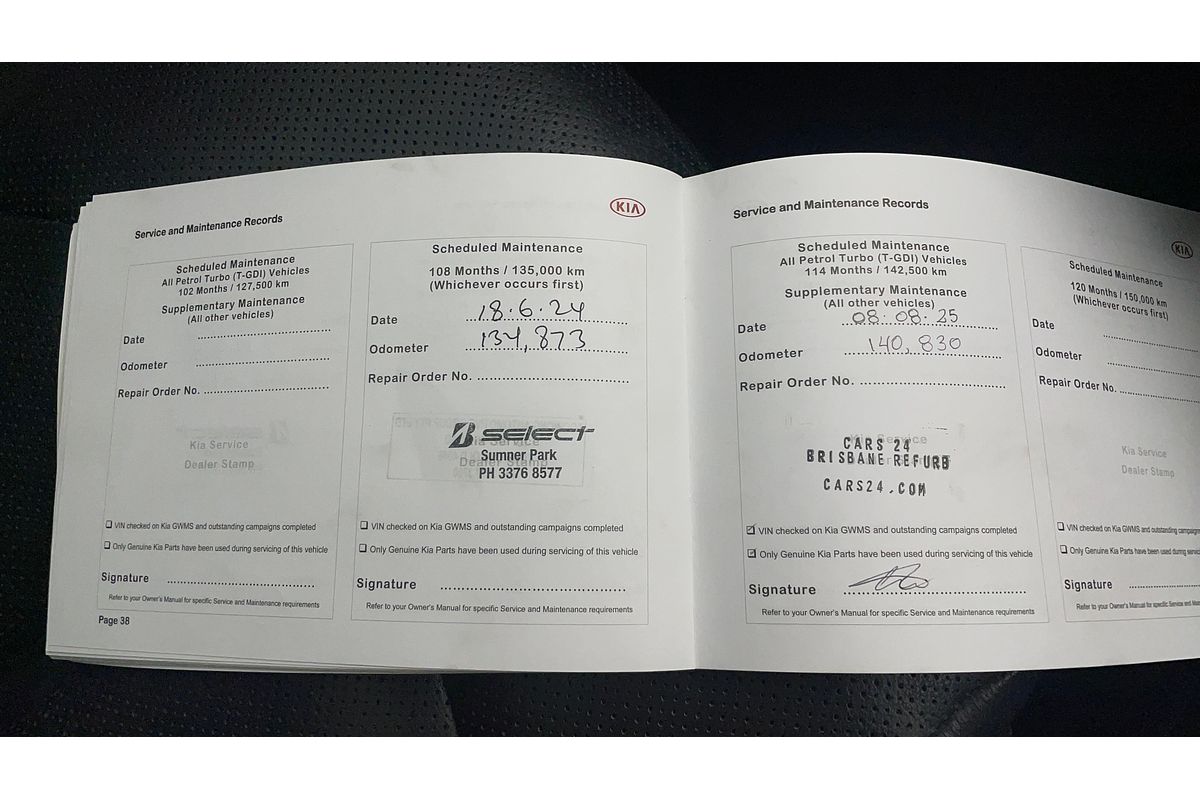 Service and Maintenance Records
Scheduled Maintenance
All Petrol Turbo (T-GDI) Vehicles
102 Months / 127,500 km
Supplementary Maintenance
(All other vehicles)
Date
Odometer
Repair Order No.
Kia Service
Dealer Stamp
VIN checked on Kia GWMS and outstanding campaigns completed
Only Genuine Kia Parts have been used during servicing of this vehicle
Signature
Refer to your Owner's Manual for specific Service and Maintenance requirements
Page 38
KIA
Scheduled Maintenance
108 Months / 135,000 km
(Whichever occurs first)
Date 18.6.24
Odometer 134,873
Repair Order No.
Kia Service
Dealer Stamp
B select
Sumner Park
PH 3376 8577
VIN checked on Kia GWMS and outstanding campaigns completed
Only Genuine Kia Parts have been used during servicing of this vehicle
Signature
Refer to your Owner's Manual for specific Service and Maintenance requirements
Service and Maintenance Records
Scheduled Maintenance
All Petrol Turbo (T-GDI) Vehicles
114 Months / 142,500 km
Supplementary Maintenance
(All other vehicles)
Date 08.08.25
Odometer 140,830
Repair Order No.
CARS 24
BRISBANE REFURB
CARS24.COM
VIN checked on Kia GWMS and outstanding campaigns completed
Only Genuine Kia Parts have been used during servicing of this vehicle
Signature
Refer to your Owner's Manual for specific Service and Maintenance requirements
KIA
Scheduled Maintenance
120 Months / 150,000 km
(Whichever occurs first)
Date
Odometer
Repair Order No.
Kia Service
Dealer Stamp
VIN checked on Kia GWMS and outstanding
Only Genuine Kia Parts have been used during
Signature
Refer to your Owner's Manual for specific Service and